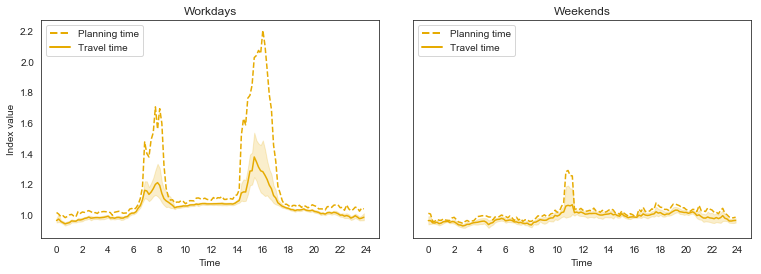 Workdays
Planning time
Travel time
Index value
2.2
2.0
1.8
1.6
1.4
1.2
1.0
0 2 4 6 8 10 12 14 16 18 20 22 24
Time
Weekends
Planning time
Travel time
0 2 4 6 8 10 12 14 16 18 20 22 24
Time